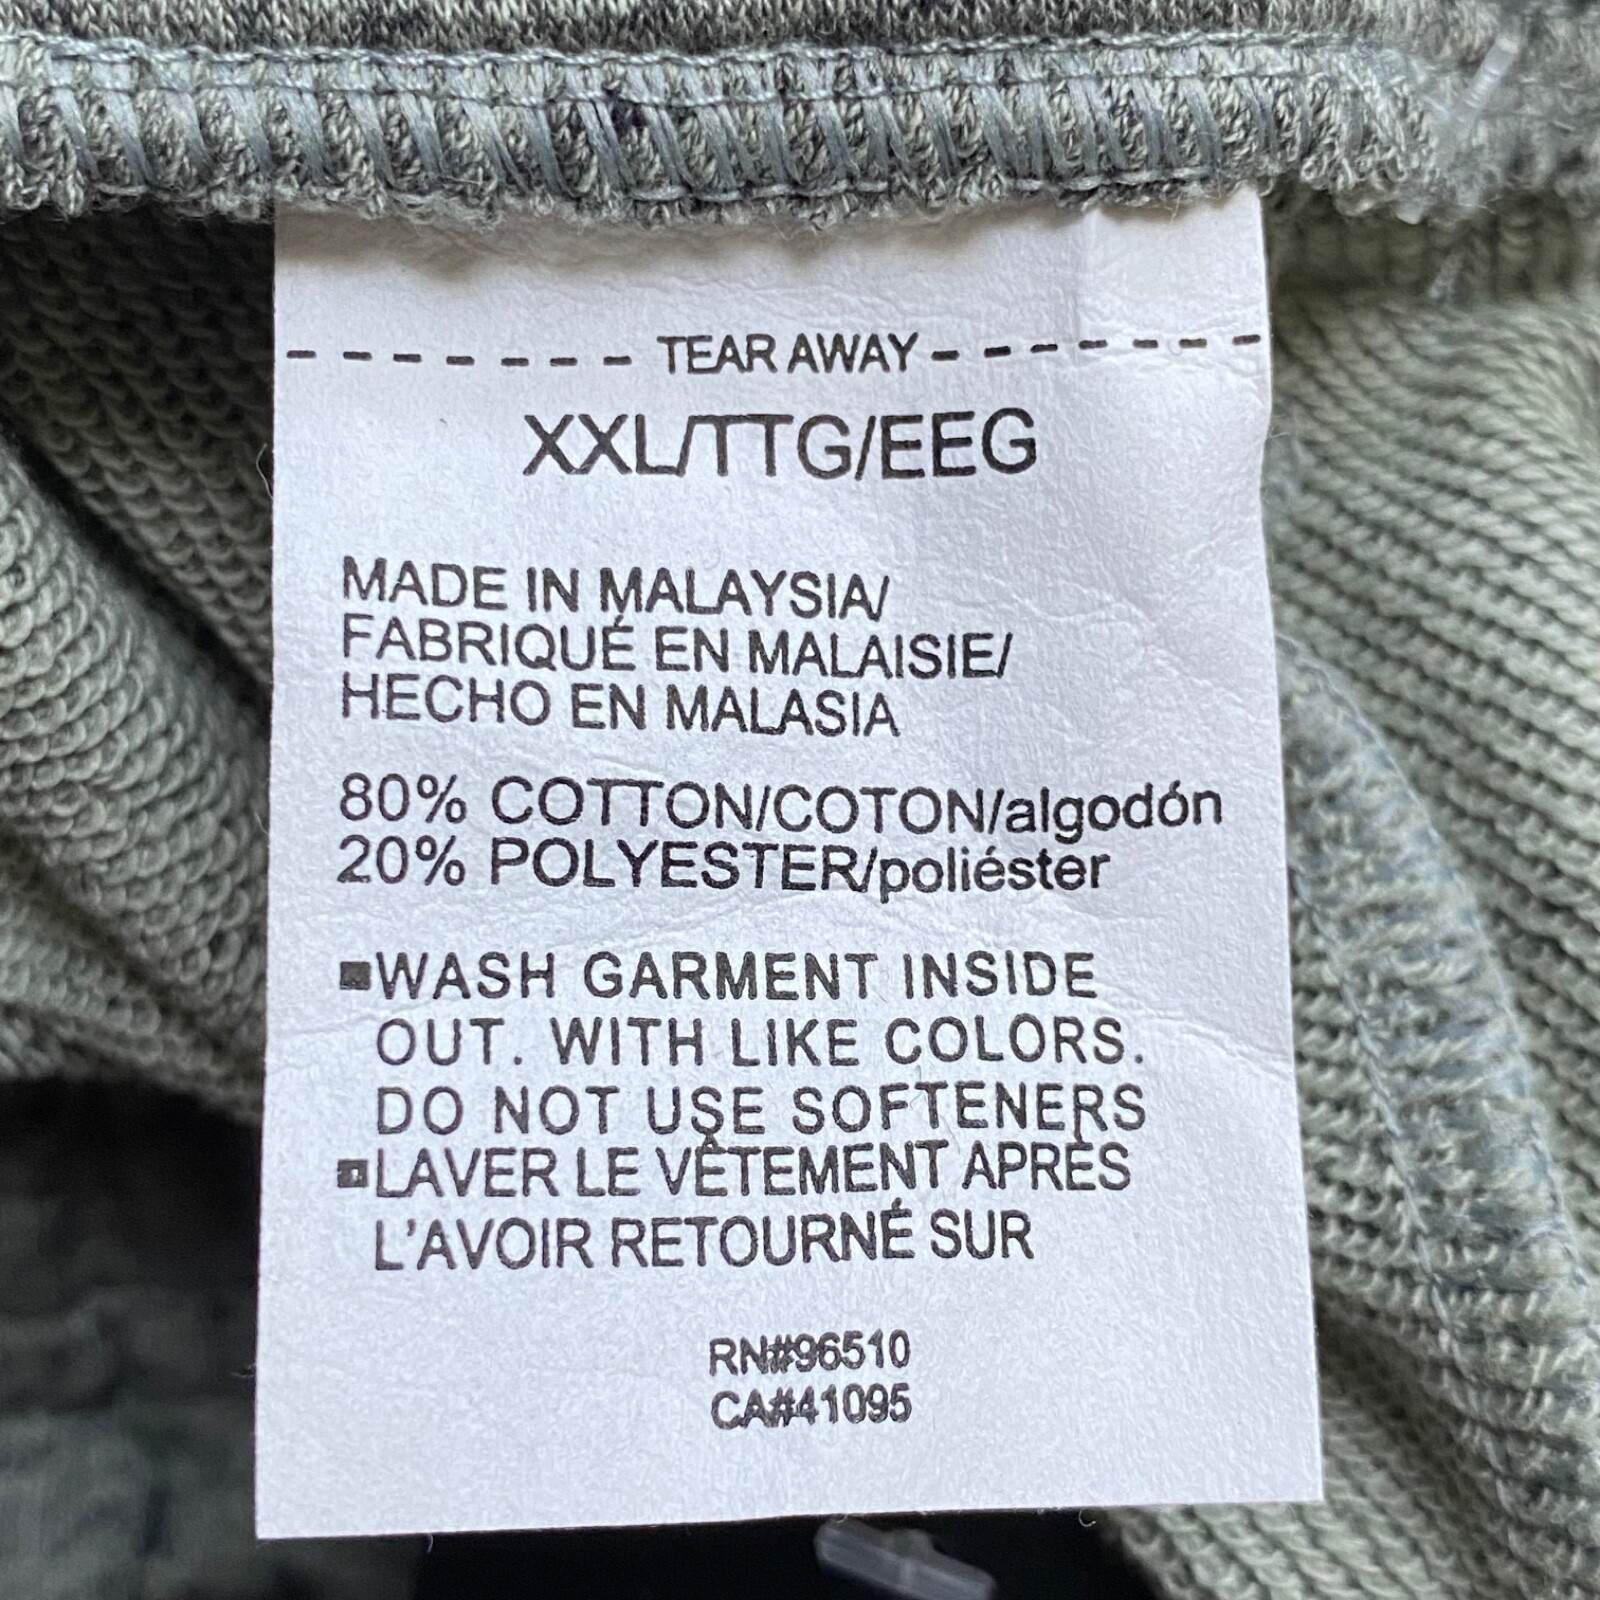 TEAR AWAY
XXL/TTG/EEG
MADE IN MALAYSIA/
FABRIQUÉ EN MALAISIE/
HECHO EN MALASIA
80% COTTON/COTON/algodón
20% POLYESTER/poliéster
▪WASH GARMENT INSIDE
OUT. WITH LIKE COLORS.
DO NOT USE SOFTENERS
▪LAVER LE VÊTEMENT APRÈS
L'AVOIR RETOURNÉ SUR
RN#96510
CA#41095